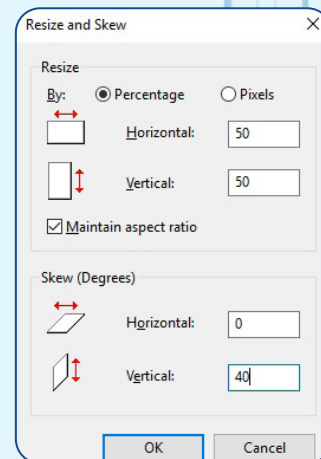 Resize and Skew
Resize
By: Percentage Pixels
Horizontal: 50
Vertical: 50
Maintain aspect ratio
Skew (Degrees)
Horizontal: 0
Vertical: 40
OK Cancel